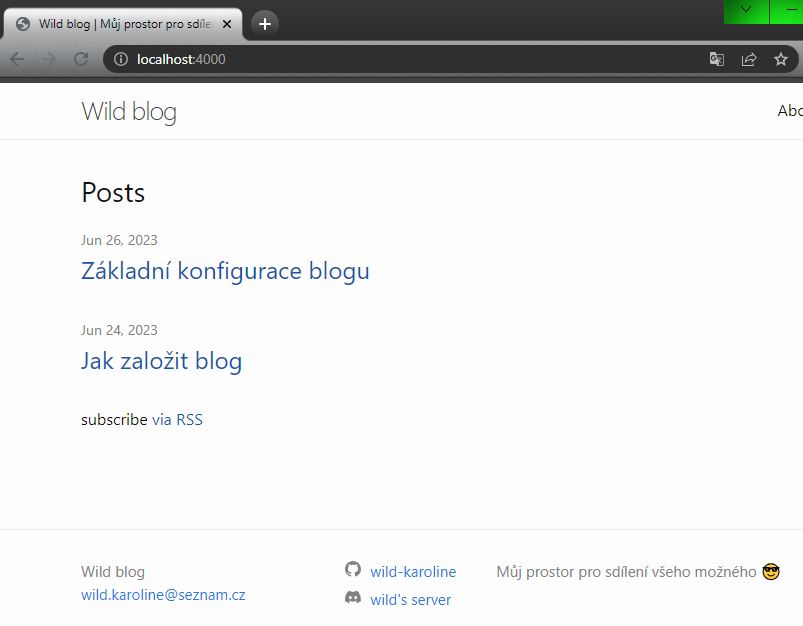 Wild blog | Můj prostor pro sdíle
localhost:4000
Wild blog
Abo
Posts
Jun 26, 2023
Základní konfigurace blogu
Jun 24, 2023
Jak založit blog
subscribe via RSS
Wild blog
wild.karoline@seznam.cz
wild-karoline
wild's server
Můj prostor pro sdílení všeho možného 😎